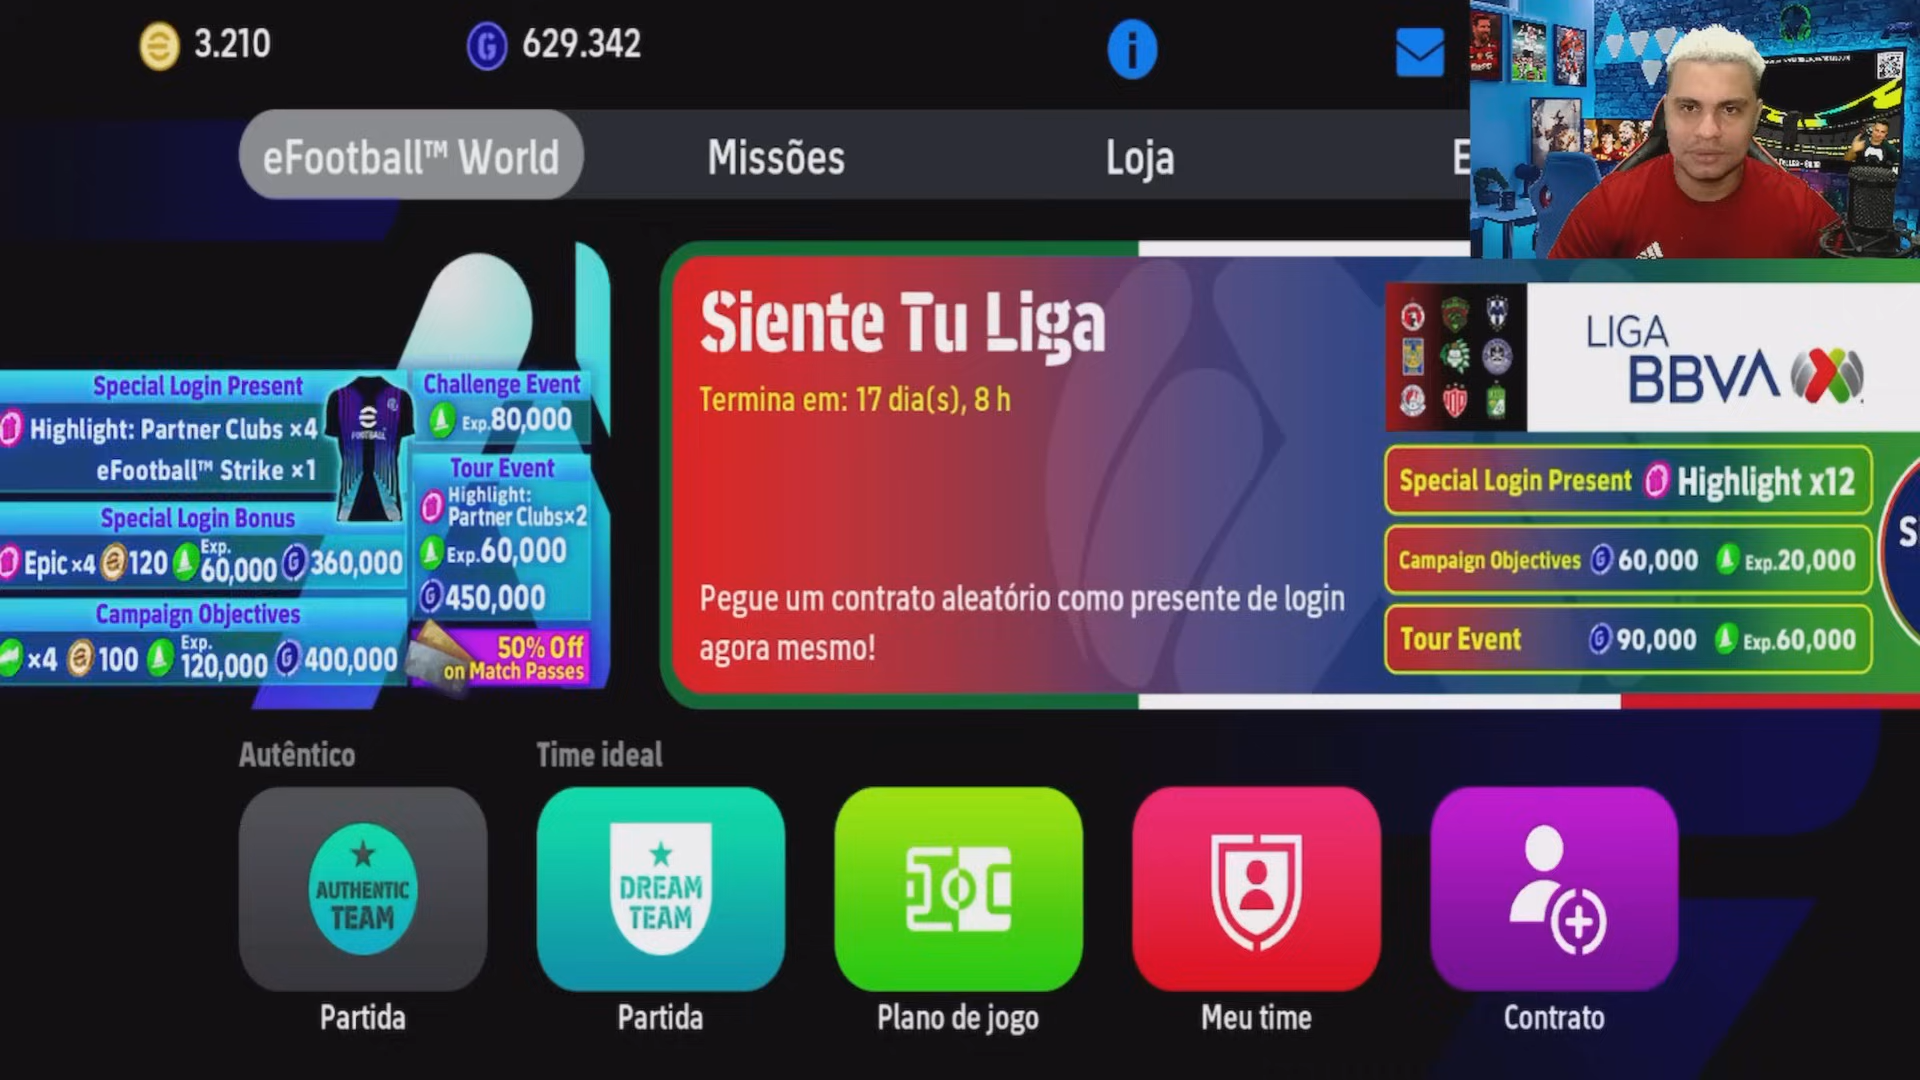 3.210
629.342
eFootball™ World
Missões
Loja
E
Special Login Present
Highlight: Partner Clubs ×4
eFootball™ Strike ×1
Special Login Bonus
Epic ×4 120 Exp. 60,000 360,000
Campaign Objectives
×4 100 Exp. 120,000 400,000
FOOTBALL
Challenge Event
Exp.80,000
Tour Event
Highlight:
Partner Clubs×2
Exp.60,000
450,000
50% Off
on Match Passes
Siente Tu Liga
Termina em: 17 dia(s), 8 h
Pegue um contrato aleatório como presente de login
agora mesmo!
LIGA
BBVA
Special Login Present Highlight x12
Campaign Objectives 60,000 Exp.20,000
Tour Event 90,000 Exp.60,000
S
Autêntico
Time ideal
AUTHENTIC
TEAM
DREAM
TEAM
Partida
Partida
Plano de jogo
Meu time
Contrato